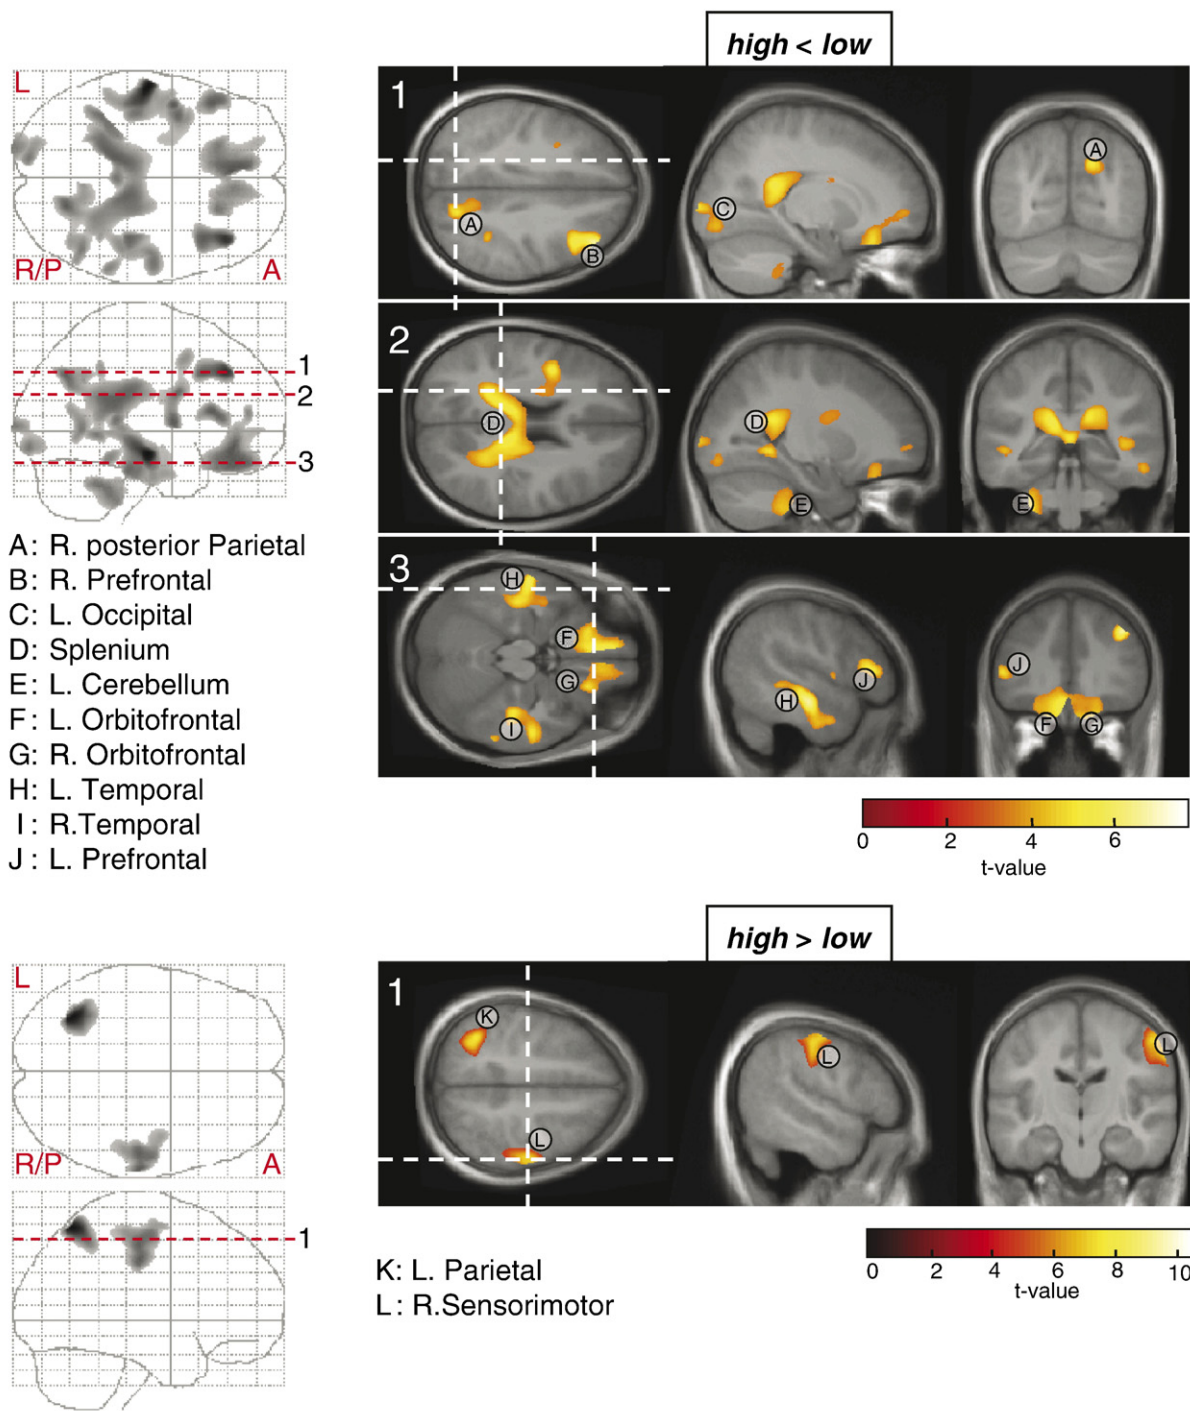 high < low
L
R/P A
1
2
3
A: R. posterior Parietal
B: R. Prefrontal
C: L. Occipital
D: Splenium
E: L. Cerebellum
F: L. Orbitofrontal
G: R. Orbitofrontal
H: L. Temporal
I: R.Temporal
J: L. Prefrontal
1
A
B
C
A
2
D
D
E
E
3
H
F
G
I
H
J
J
F
G
0 2 4 6
t-value
high > low
L
R/P A
1
1
K
L
L
L
K: L. Parietal
L: R.Sensorimotor
0 2 4 6 8 10
t-value